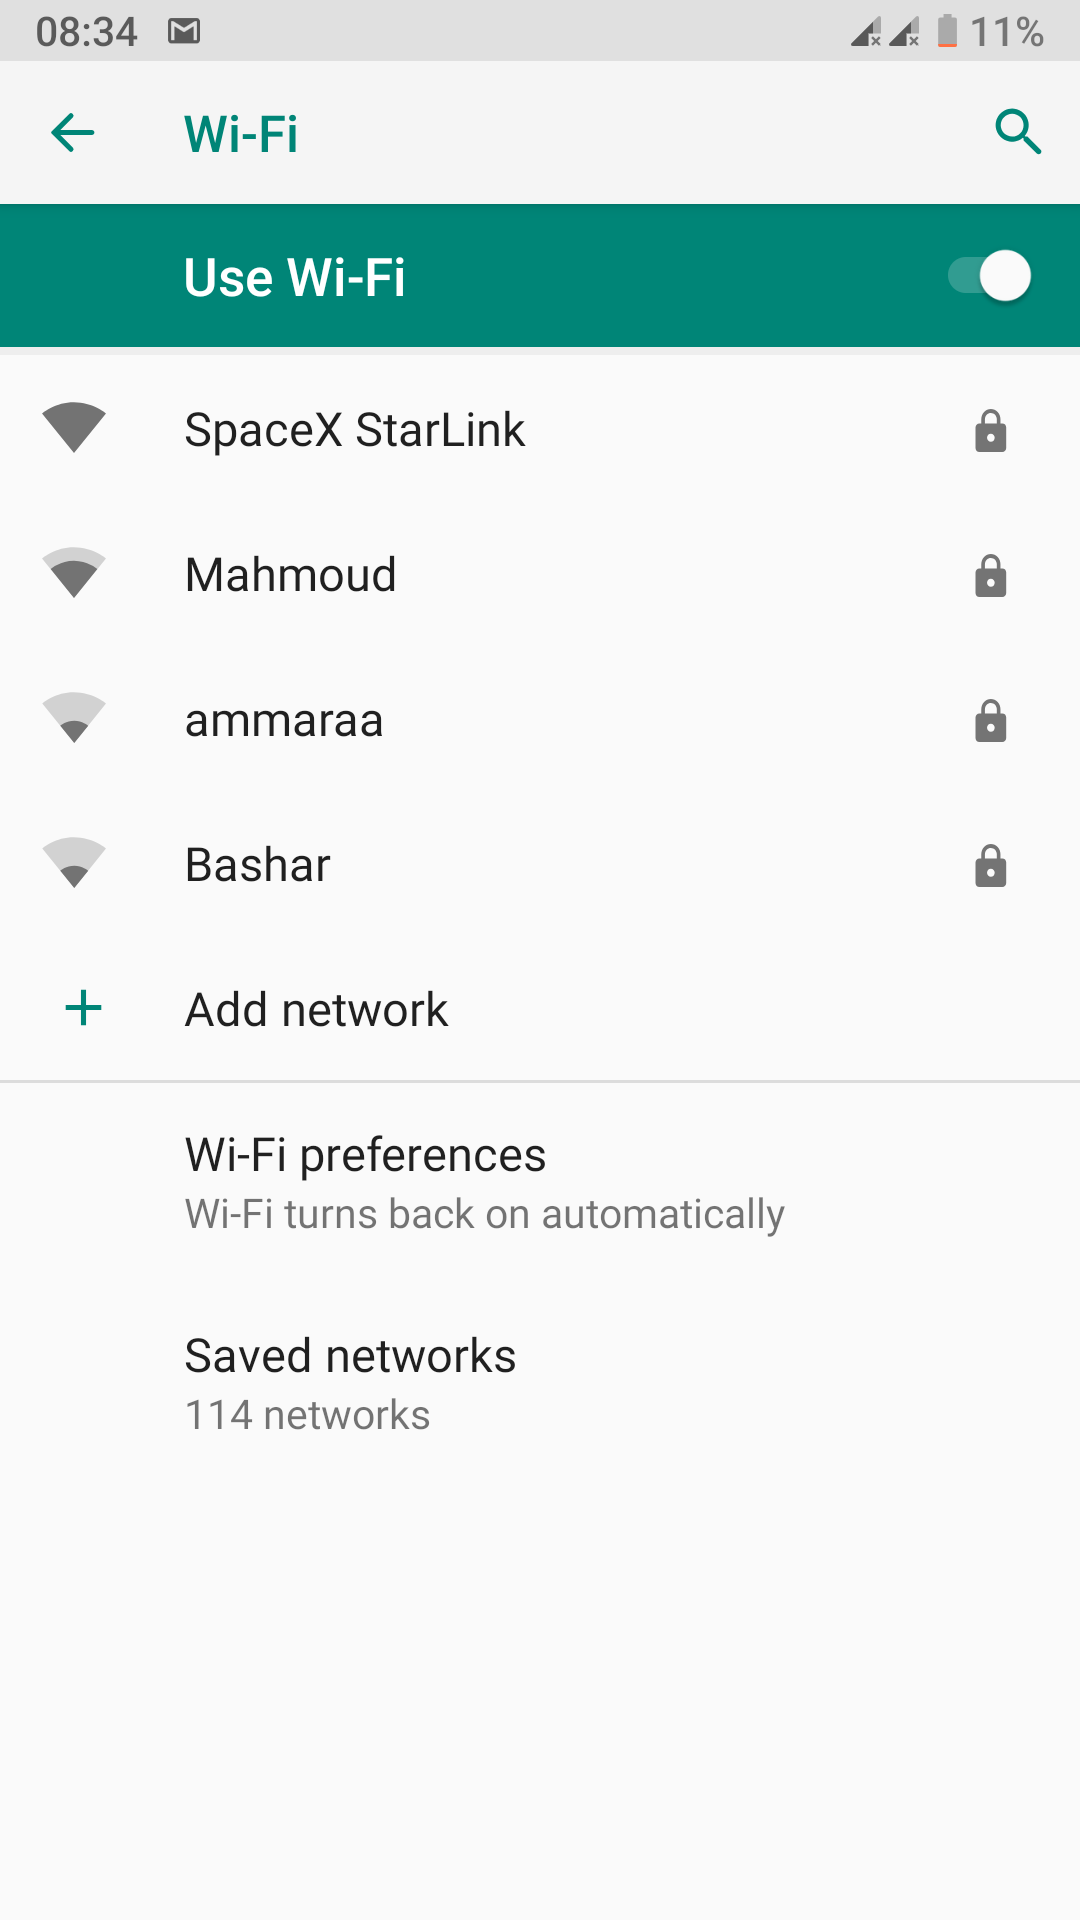 08:34 11%
Wi-Fi
Use Wi-Fi
SpaceX StarLink
Mahmoud
ammaraa
Bashar
Add network
Wi-Fi preferences
Wi-Fi turns back on automatically
Saved networks
114 networks